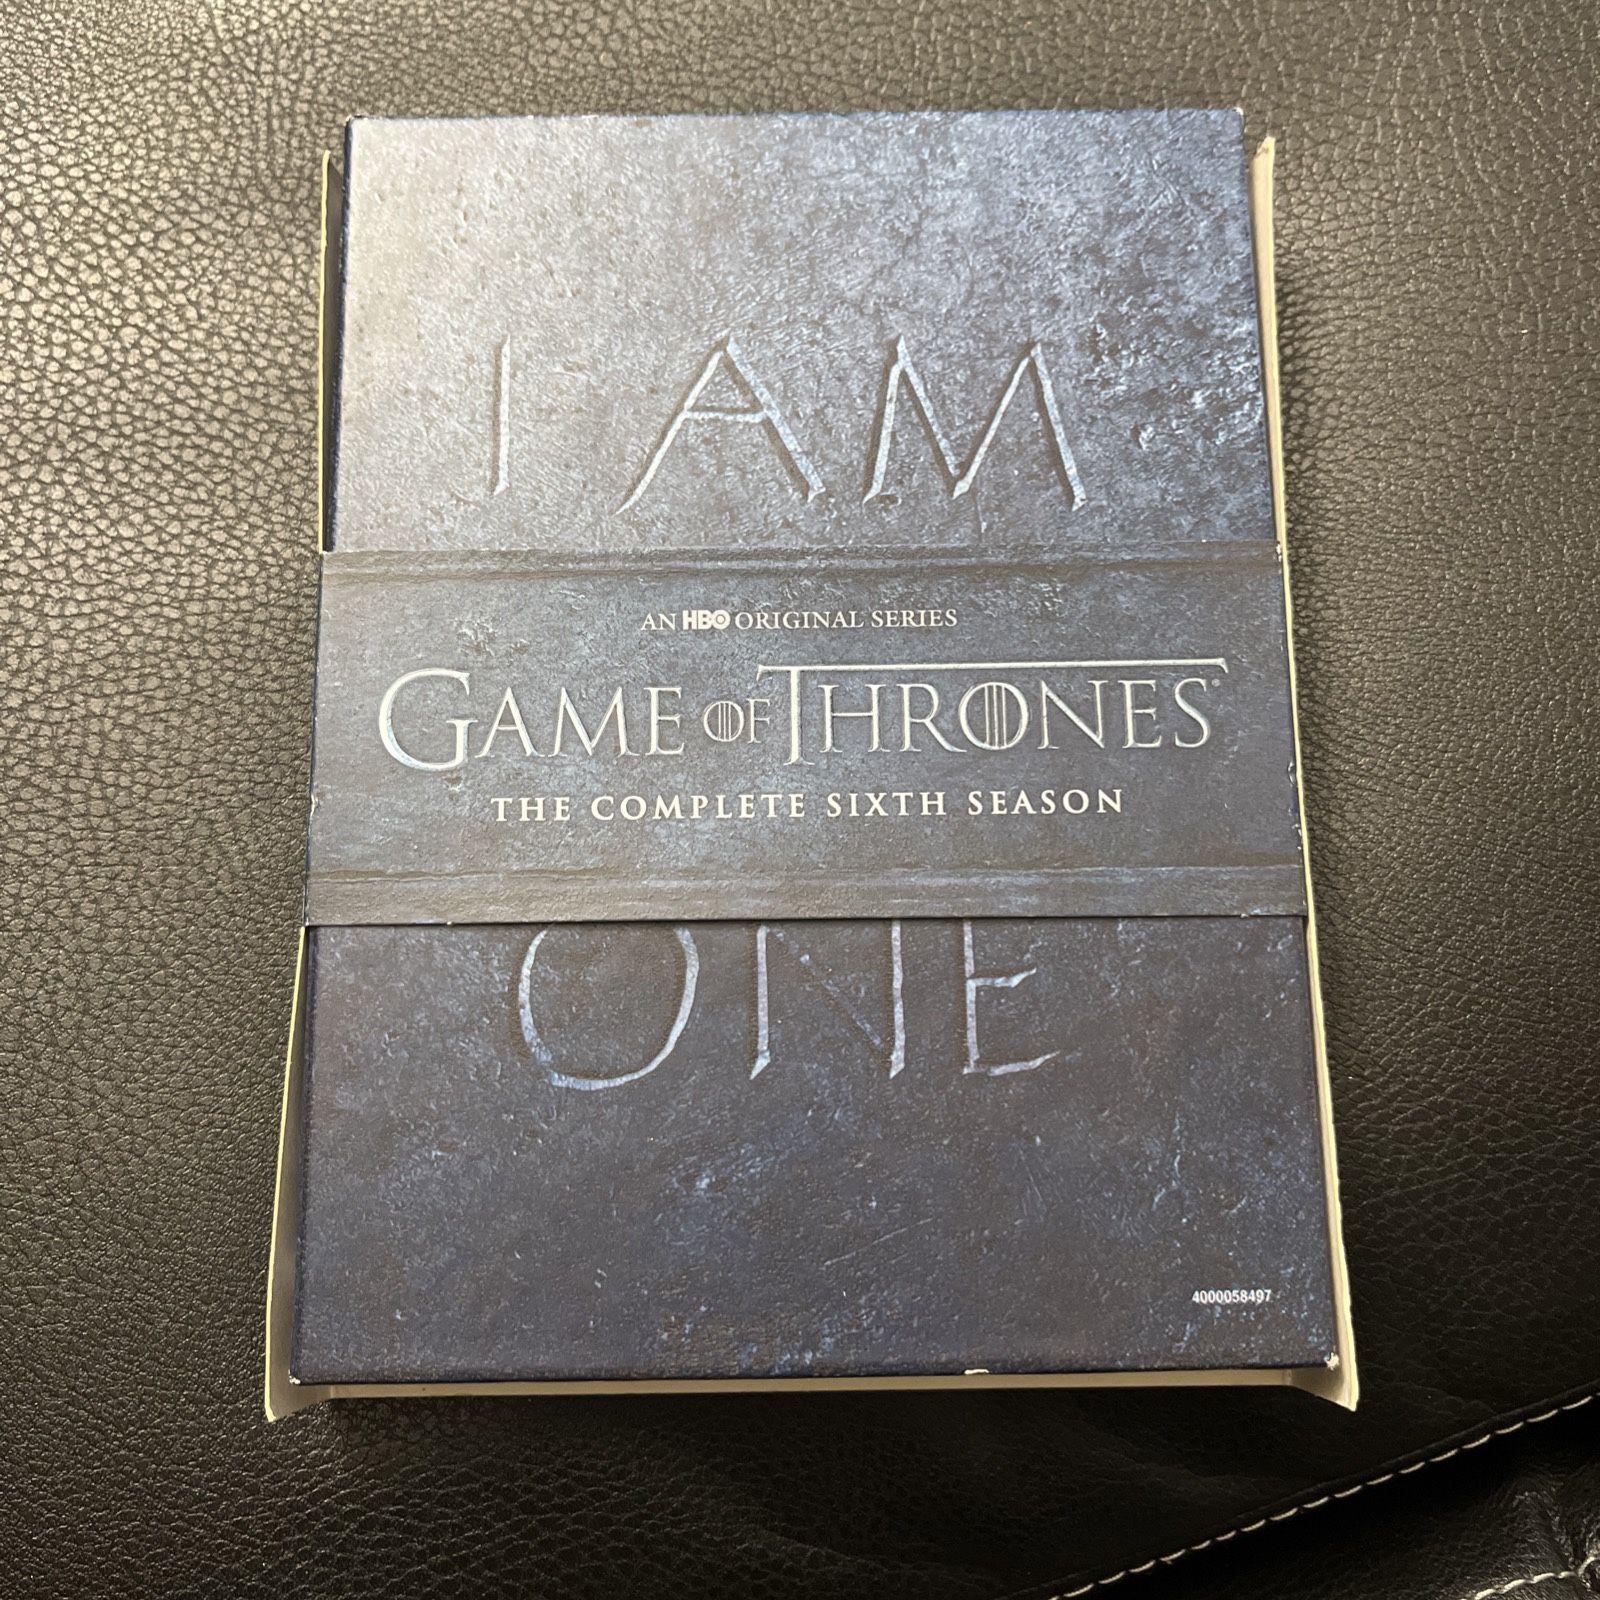 I AM
AN HBO ORIGINAL SERIES
GAME OF THRONES®
THE COMPLETE SIXTH SEASON
ONE
4000058497